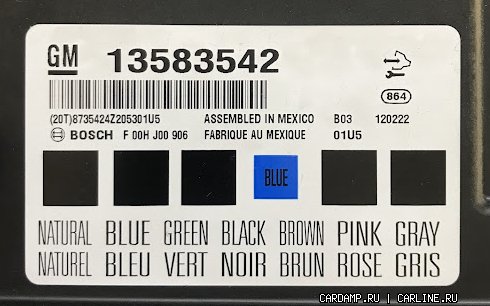 GM 13583542
864
(20T)8735424Z205301U5 ASSEMBLED IN MEXICO B03 120222
BOSCH F 00H J00 906 FABRIQUE AU MEXIQUE 01U5
BLUE
NATURAL BLUE GREEN BLACK BROWN PINK GRAY
NATUREL BLEU VERT NOIR BRUN ROSE GRIS
CARDAMP.RU | CARLINE.RU